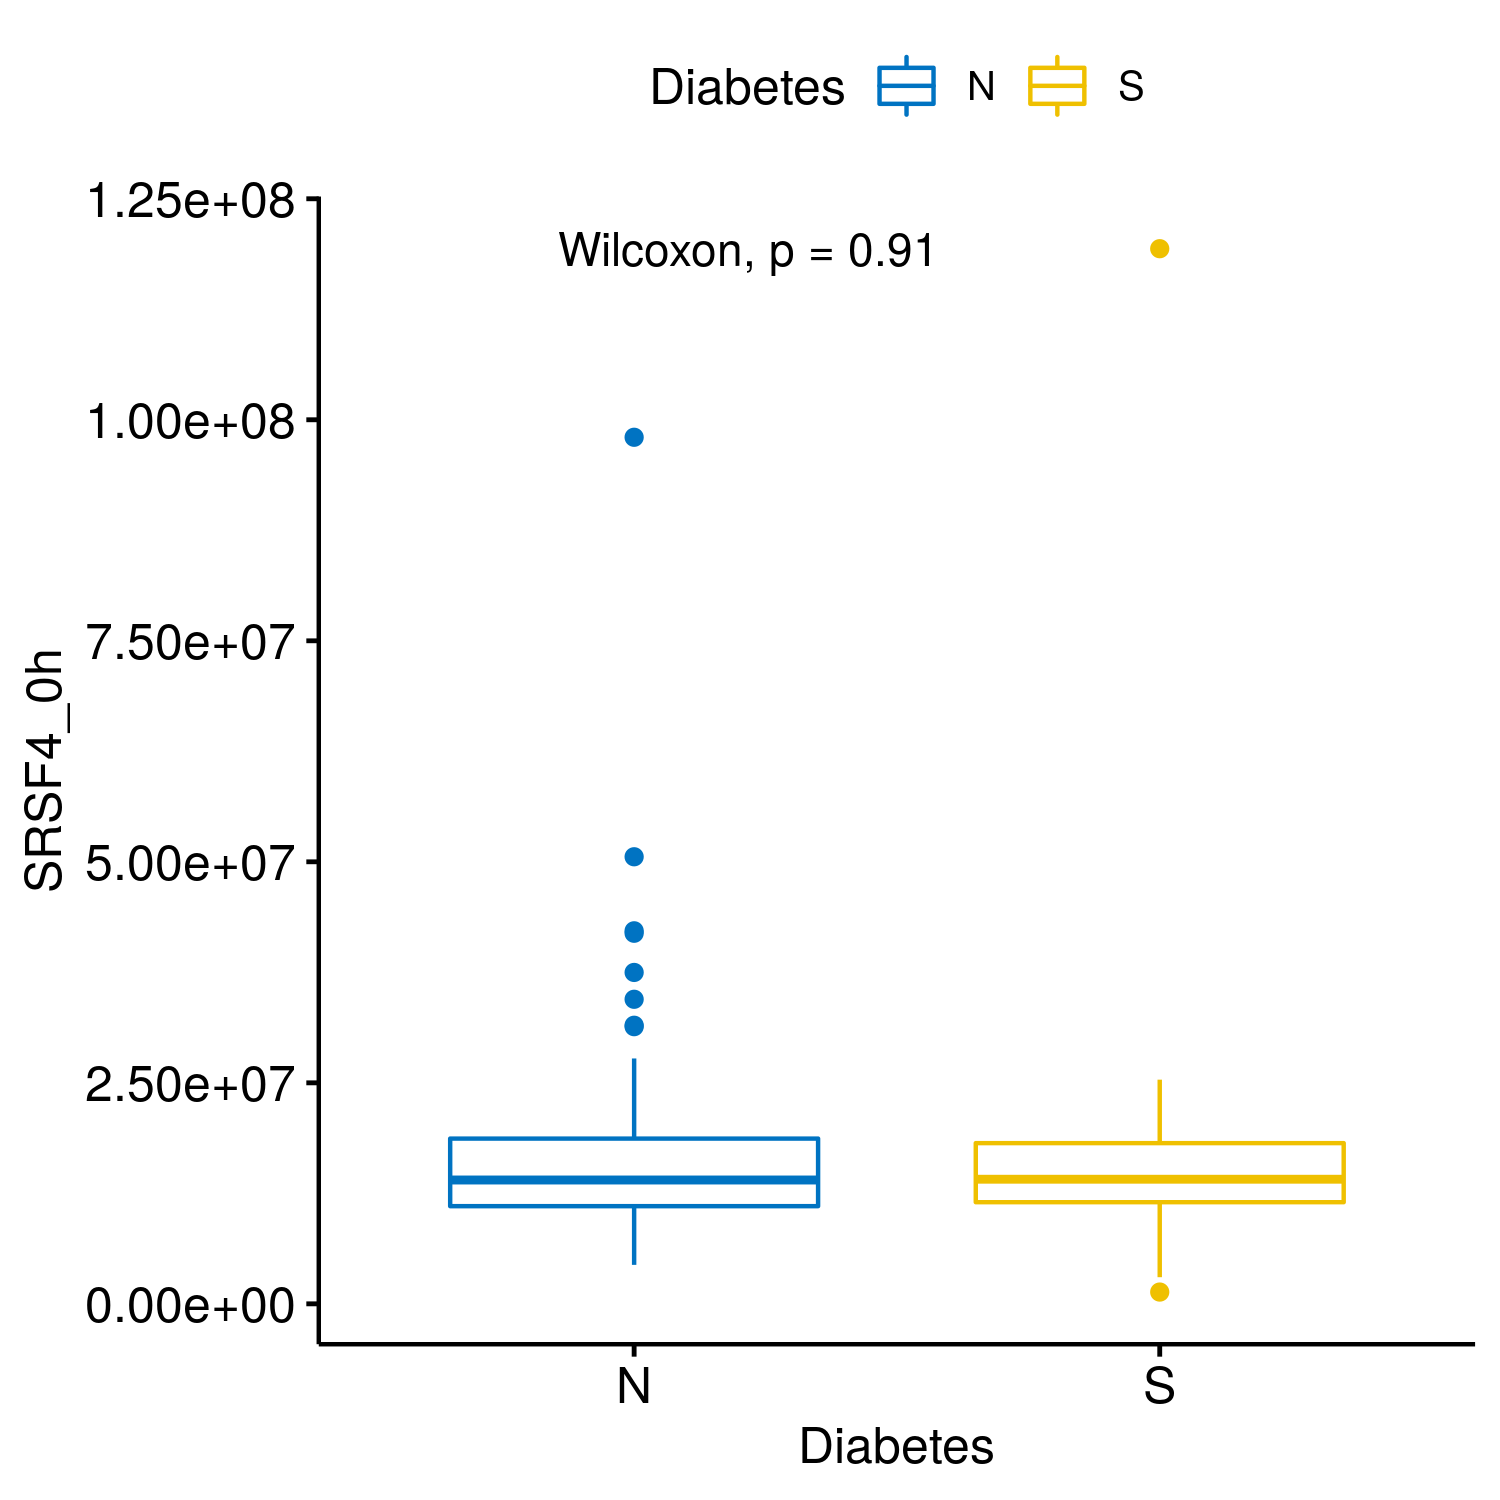 Diabetes N S
1.25e+08
Wilcoxon, p = 0.91
1.00e+08
7.50e+07
5.00e+07
2.50e+07
0.00e+00
SRSF4_0h
N S
Diabetes